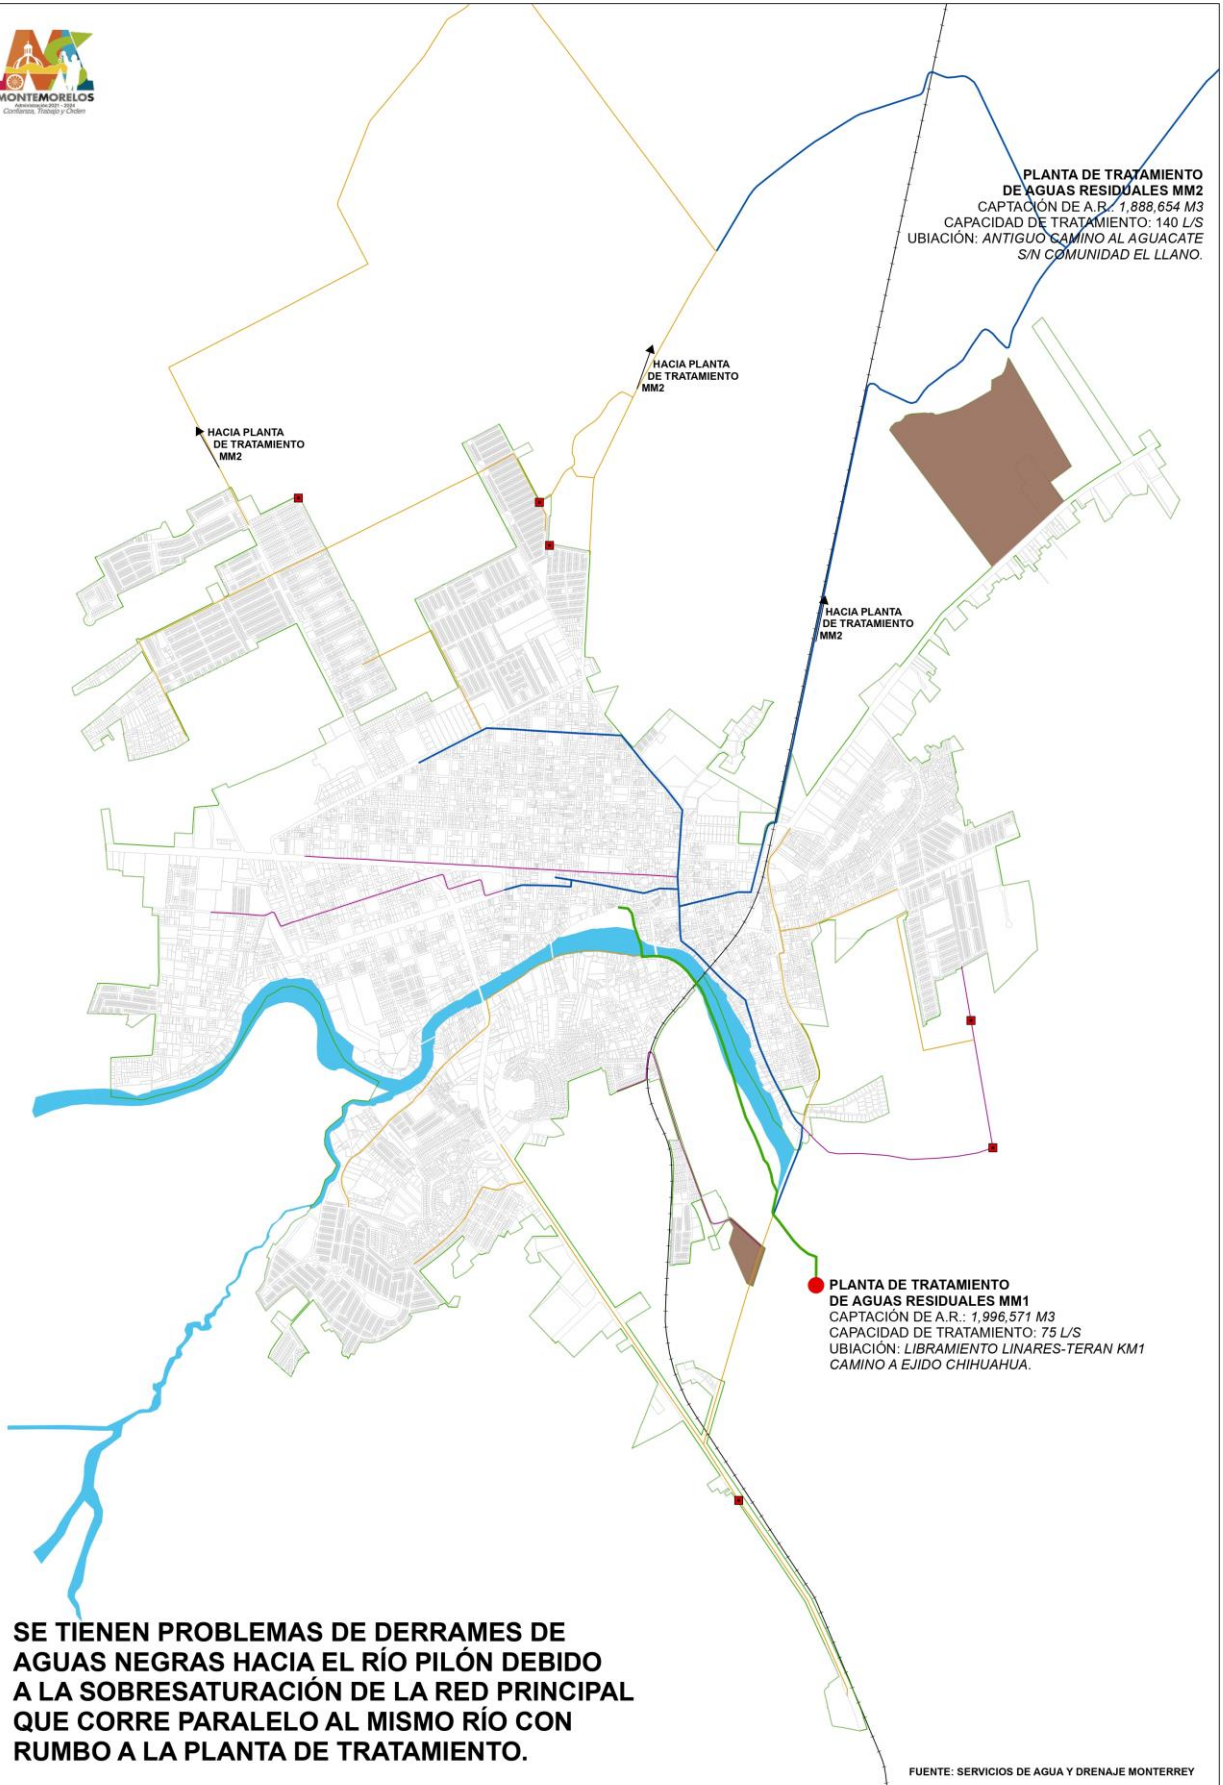 MONTEMORELOS
Administración 2021 - 2024
Confianza, Trabajo y Orden
PLANTA DE TRATAMIENTO
DE AGUAS RESIDUALES MM2
CAPTACIÓN DE A.R.: 1,888,654 M3
CAPACIDAD DE TRATAMIENTO: 140 L/S
UBIACIÓN: ANTIGUO CAMINO AL AGUACATE
S/N COMUNIDAD EL LLANO.
HACIA PLANTA
DE TRATAMIENTO
MM2
HACIA PLANTA
DE TRATAMIENTO
MM2
HACIA PLANTA
DE TRATAMIENTO
MM2
PLANTA DE TRATAMIENTO
DE AGUAS RESIDUALES MM1
CAPTACIÓN DE A.R.: 1,996,571 M3
CAPACIDAD DE TRATAMIENTO: 75 L/S
UBIACIÓN: LIBRAMIENTO LINARES-TERAN KM1
CAMINO A EJIDO CHIHUAHUA.
SE TIENEN PROBLEMAS DE DERRAMES DE
AGUAS NEGRAS HACIA EL RÍO PILÓN DEBIDO
A LA SOBRESATURACIÓN DE LA RED PRINCIPAL
QUE CORRE PARALELO AL MISMO RÍO CON
RUMBO A LA PLANTA DE TRATAMIENTO.
FUENTE: SERVICIOS DE AGUA Y DRENAJE MONTERREY